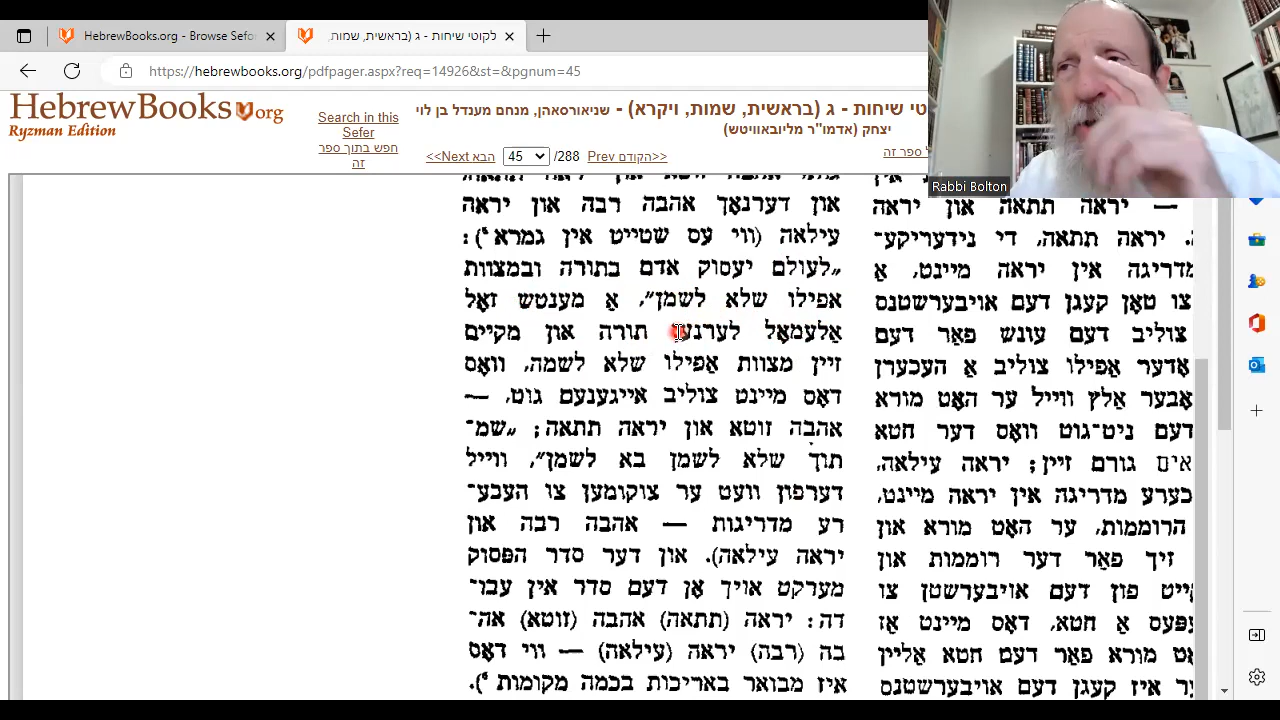 HebrewBooks.org - Browse Sefo
לקוטי שיחות - ג (בראשית, שמות,
https://hebrewbooks.org/pdfpager.aspx?req=14926&st=&pgnum=45
HebrewBooks.org
Ryzman Edition
Search in this Sefer
חפש בתוך ספר זה
טי שיחות - ג (בראשית, שמות, ויקרא) - שניאורסאהן, מנחם מענדל בן לוי
יצחק (אדמו"ר מליובאוויטש)
<<Next הבא 45 /288 Prev הקודם>>
ל ספר זה
Rabbi Bolton
— יראה תתאה און יראה
יראה תתאה, די נידעריקע־
מדריגה אין יראה מיינט, אַ
צו טאָן קעגן דעם אויבערשטנס
צוליב דעם עונש פאַר דעם
אָדער אַפילו צוליב אַ העכערן
אָבער אַלץ ווייל ער האָט מורא
דעם ניט־גוט וואָס דער חטא
אים גורם זיין; יראה עילאה,
כערע מדריגה אין יראה מיינט,
הרוממות, ער האָט מורא און
זיך פאַר דער רוממות און
קייט פון דעם אויבערשטן צו
עפּעס אַ חטא, דאָס מיינט אַז
מורא פאַר דעם חטא אַליין
איז קעגן דעם אויבערשטנס
און דערנאָך אהבה רבה און יראה
עילאה (ווי עס שטייט אין גמרא):
„לעולם יעסוק אדם בתורה ובמצוות
אפילו שלא לשמן", אַ מענטש זאָל
אַלעמאָל לערנען תורה און מקיים
זיין מצוות אַפילו שלא לשמה, וואָס
דאָס מיינט צוליב אייגענעם גוט, —
אהבה זוטא און יראה תתאה; „שמ־
תוך שלא לשמן בא לשמן", ווייל
דערפון וועט ער צוקומען צו העכע־
רע מדריגות — אהבה רבה און
יראה עילאה). און דער סדר הפסוק
מערקט אויך אָן דעם סדר אין עבו־
דה: יראה (תתאה) אהבה (זוטא) אה־
בה (רבה) יראה (עילאה) — ווי דאָס
איז מבואר באריכות בכמה מקומות).